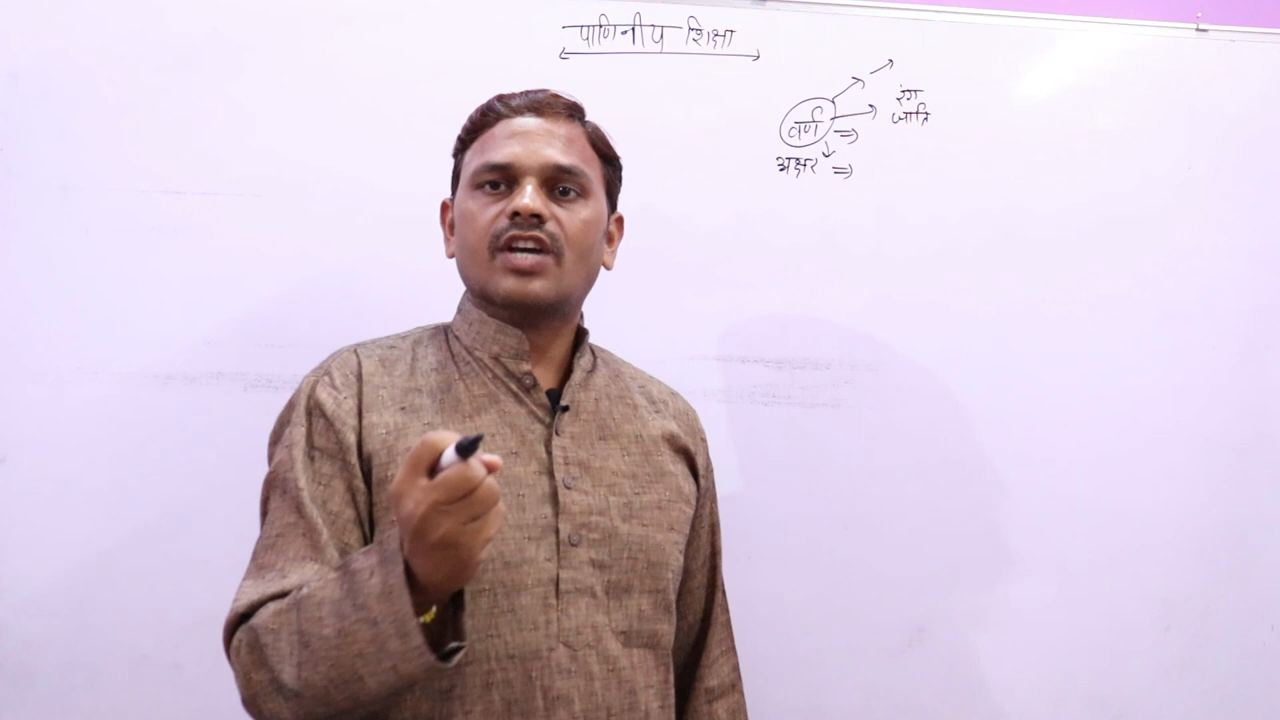 पाणिनीय शिक्षा
रंग
वर्ण जाति
अक्षर